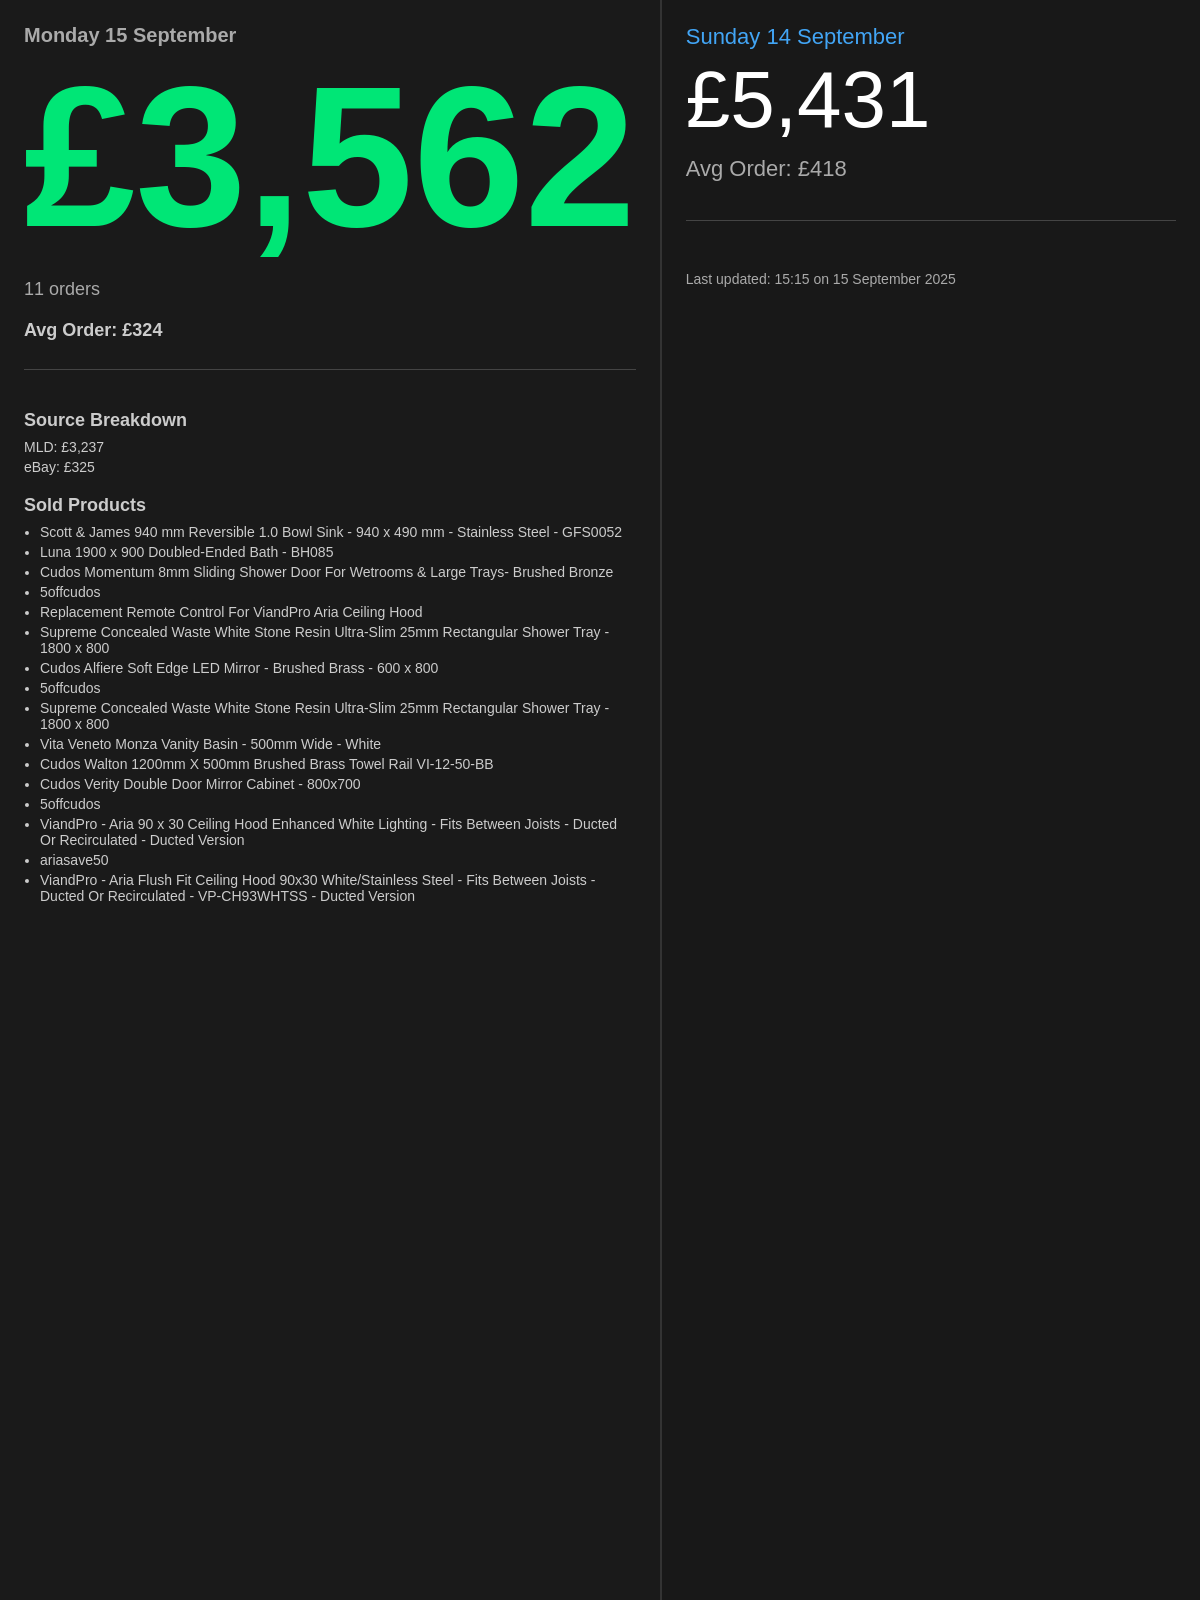 Monday 15 September
£3,562
11 orders
Avg Order: £324
Source Breakdown
MLD: £3,237
eBay: £325
Sold Products
• Scott & James 940 mm Reversible 1.0 Bowl Sink - 940 x 490 mm - Stainless Steel - GFS0052
• Luna 1900 x 900 Doubled-Ended Bath - BH085
• Cudos Momentum 8mm Sliding Shower Door For Wetrooms & Large Trays- Brushed Bronze
• 5offcudos
• Replacement Remote Control For ViandPro Aria Ceiling Hood
• Supreme Concealed Waste White Stone Resin Ultra-Slim 25mm Rectangular Shower Tray -
1800 x 800
• Cudos Alfiere Soft Edge LED Mirror - Brushed Brass - 600 x 800
• 5offcudos
• Supreme Concealed Waste White Stone Resin Ultra-Slim 25mm Rectangular Shower Tray -
1800 x 800
• Vita Veneto Monza Vanity Basin - 500mm Wide - White
• Cudos Walton 1200mm X 500mm Brushed Brass Towel Rail VI-12-50-BB
• Cudos Verity Double Door Mirror Cabinet - 800x700
• 5offcudos
• ViandPro - Aria 90 x 30 Ceiling Hood Enhanced White Lighting - Fits Between Joists - Ducted
Or Recirculated - Ducted Version
• ariasave50
• ViandPro - Aria Flush Fit Ceiling Hood 90x30 White/Stainless Steel - Fits Between Joists -
Ducted Or Recirculated - VP-CH93WHTSS - Ducted Version
Sunday 14 September
£5,431
Avg Order: £418
Last updated: 15:15 on 15 September 2025